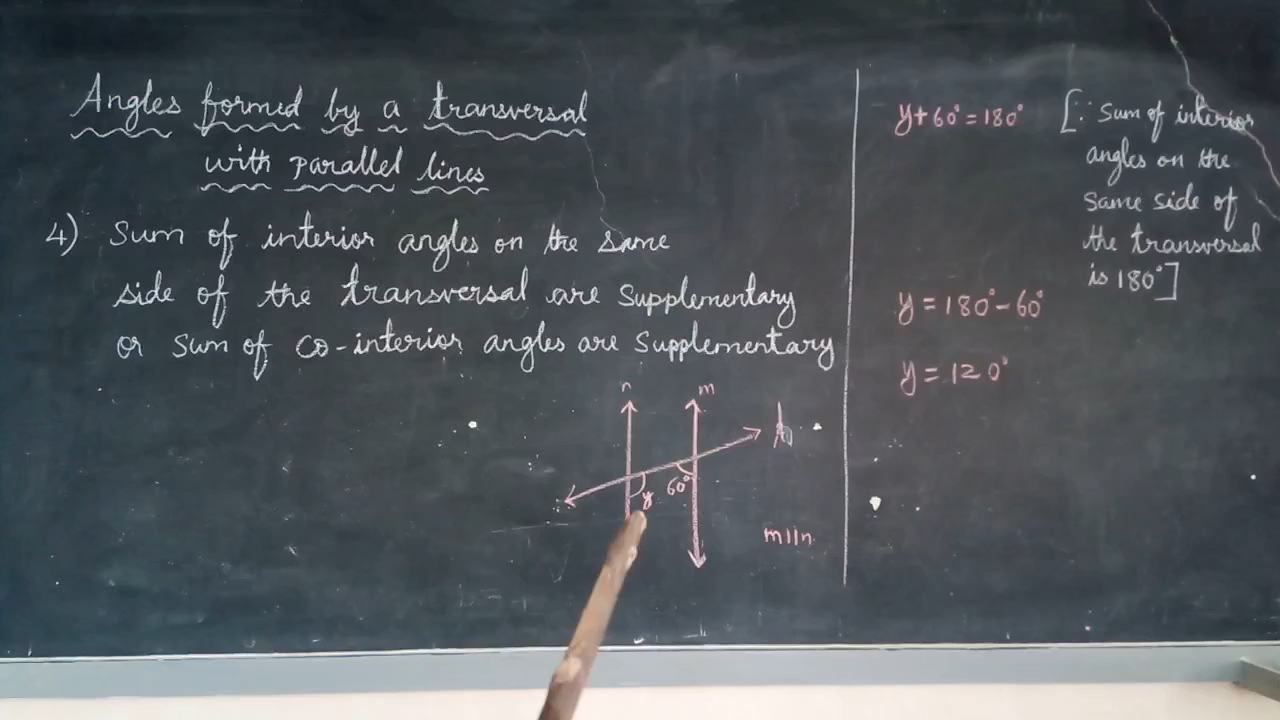 Angles formed by a transversal
with parallel lines
4) Sum of interior angles on the same
side of the transversal are Supplementary
or Sum of co-interior angles are Supplementary
n
m
y
60°
m||n
y+60°=180°
[∵ Sum of interior
angles on the
Same side of
the transversal
is 180°]
y=180°-60°
y=120°